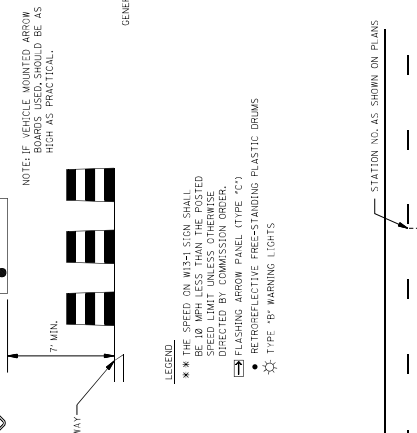 NOTE: IF VEHICLE MOUNTED ARROW
BOARDS USED, SHOULD BE AS
HIGH AS PRACTICAL.
GENER
7' MIN.
WAY
LEGEND
* * THE SPEED ON W13-1 SIGN SHALL
BE 10 MPH LESS THAN THE POSTED
SPEED LIMIT UNLESS OTHERWISE
DIRECTED BY COMMISSION ORDER.
FLASHING ARROW PANEL (TYPE "C")
RETROREFLECTIVE FREE-STANDING PLASTIC DRUMS
TYPE "B" WARNING LIGHTS
STATION NO. AS SHOWN ON PLANS